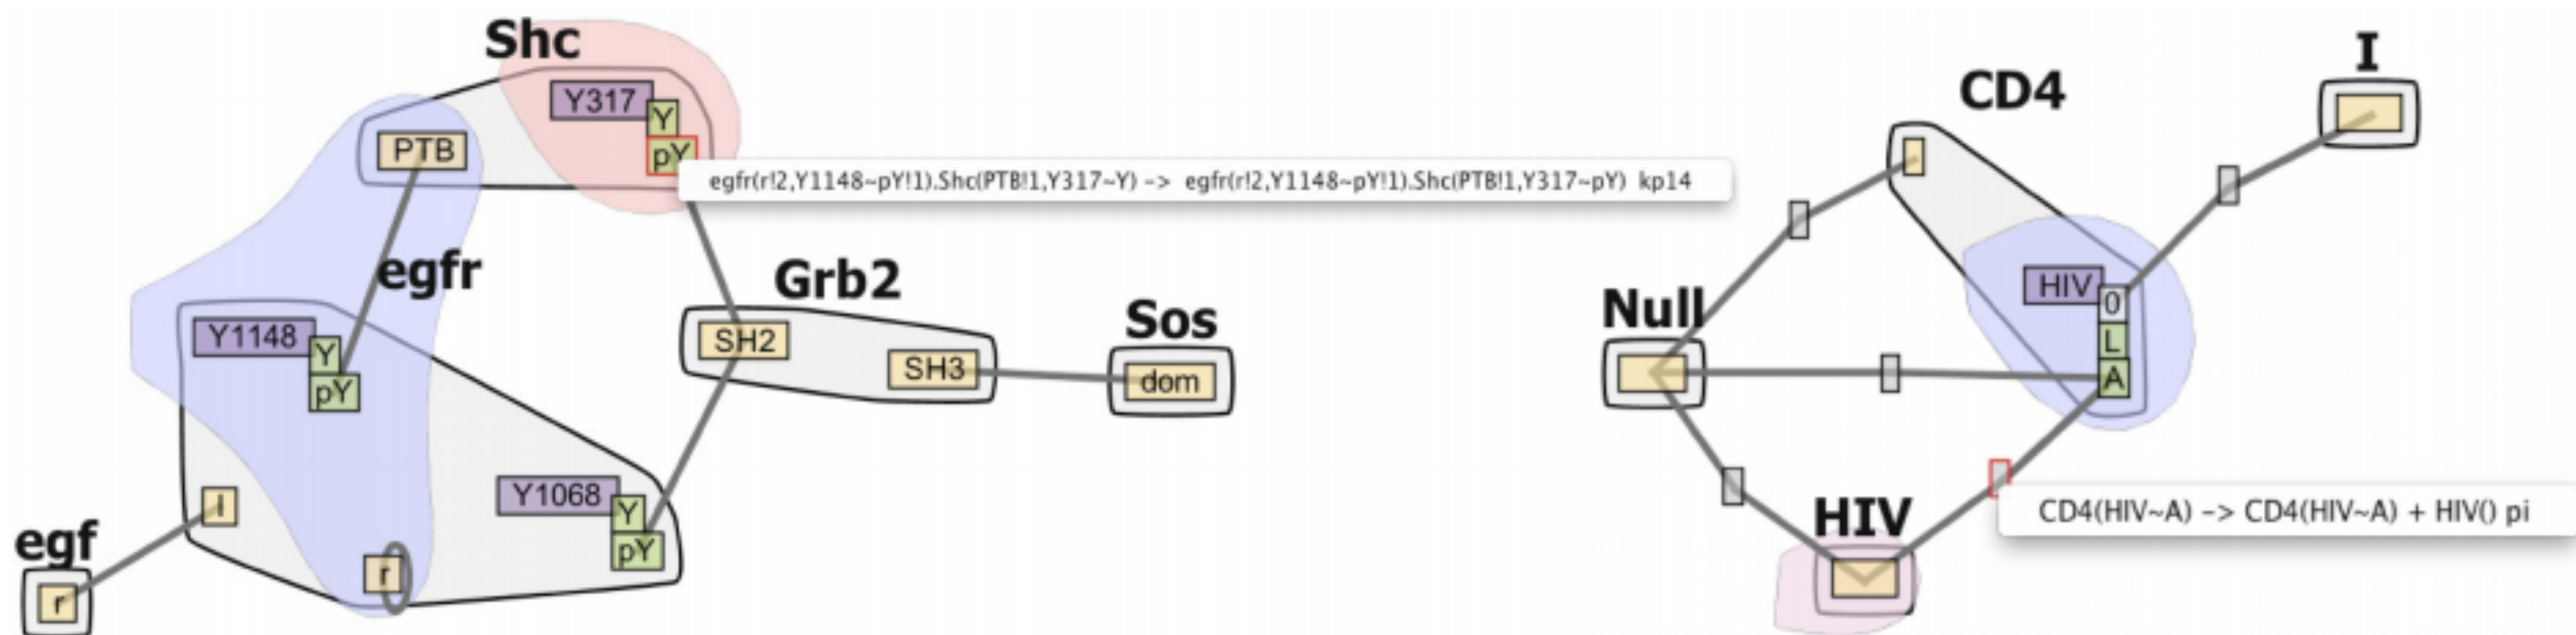 Shc
Y317
Y
pY
PTB
egfr(r!2,Y1148~pY!1).Shc(PTB!1,Y317~Y) -> egfr(r!2,Y1148~pY!1).Shc(PTB!1,Y317~pY) kp14
egfr
Y1148
Y
pY
Grb2
SH2
SH3
Sos
dom
l
Y1068
Y
pY
r
egf
r
I
CD4
HIV
0
L
A
Null
HIV
CD4(HIV~A) -> CD4(HIV~A) + HIV() pi